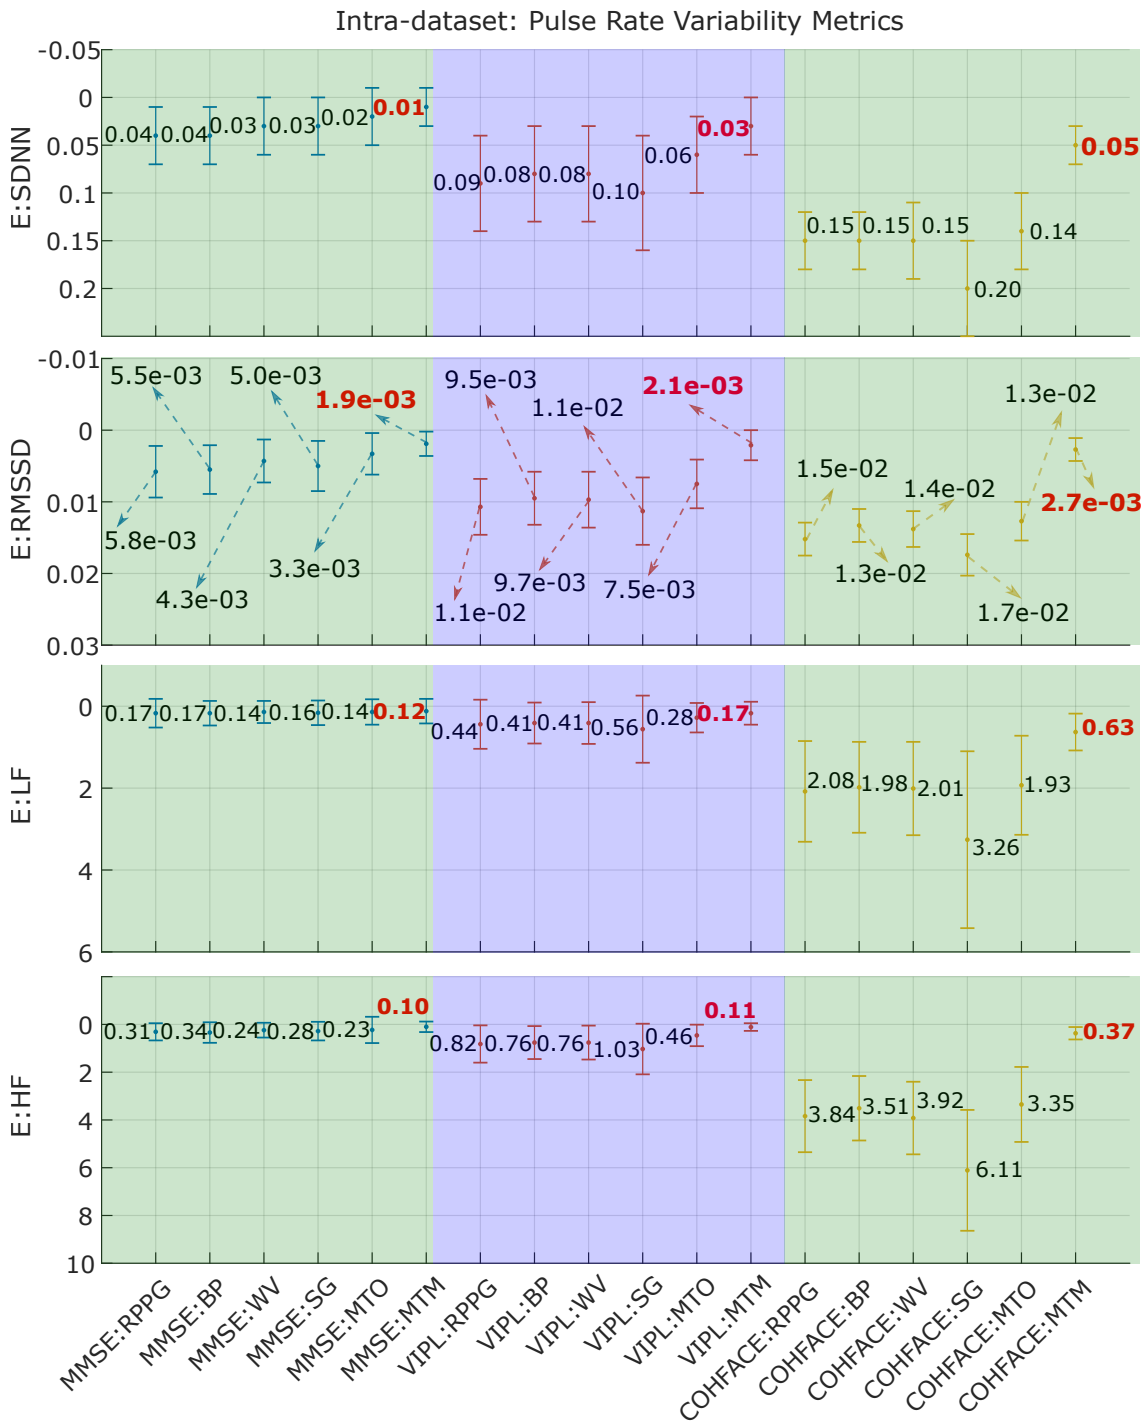 Intra-dataset: Pulse Rate Variability Metrics
E:SDNN
-0.05
0
0.05
0.1
0.15
0.2
0.04
0.04
0.03
0.03
0.02
0.01
0.09
0.08
0.08
0.10
0.06
0.03
0.15
0.15
0.15
0.20
0.14
0.05
E:RMSSD
-0.01
0
0.01
0.02
0.03
5.8e-03
5.5e-03
4.3e-03
5.0e-03
3.3e-03
1.9e-03
1.1e-02
9.5e-03
9.7e-03
1.1e-02
7.5e-03
2.1e-03
1.5e-02
1.3e-02
1.4e-02
1.7e-02
1.3e-02
2.7e-03
E:LF
0
2
4
6
0.17
0.17
0.14
0.16
0.14
0.12
0.44
0.41
0.41
0.56
0.28
0.17
2.08
1.98
2.01
3.26
1.93
0.63
E:HF
0
2
4
6
8
10
0.31
0.34
0.24
0.28
0.23
0.10
0.82
0.76
0.76
1.03
0.46
0.11
3.84
3.51
3.92
6.11
3.35
0.37
MMSE:RPPG
MMSE:BP
MMSE:WV
MMSE:SG
MMSE:MTO
MMSE:MTM
VIPL:RPPG
VIPL:BP
VIPL:WV
VIPL:SG
VIPL:MTO
VIPL:MTM
COHFACE:RPPG
COHFACE:BP
COHFACE:WV
COHFACE:SG
COHFACE:MTO
COHFACE:MTM